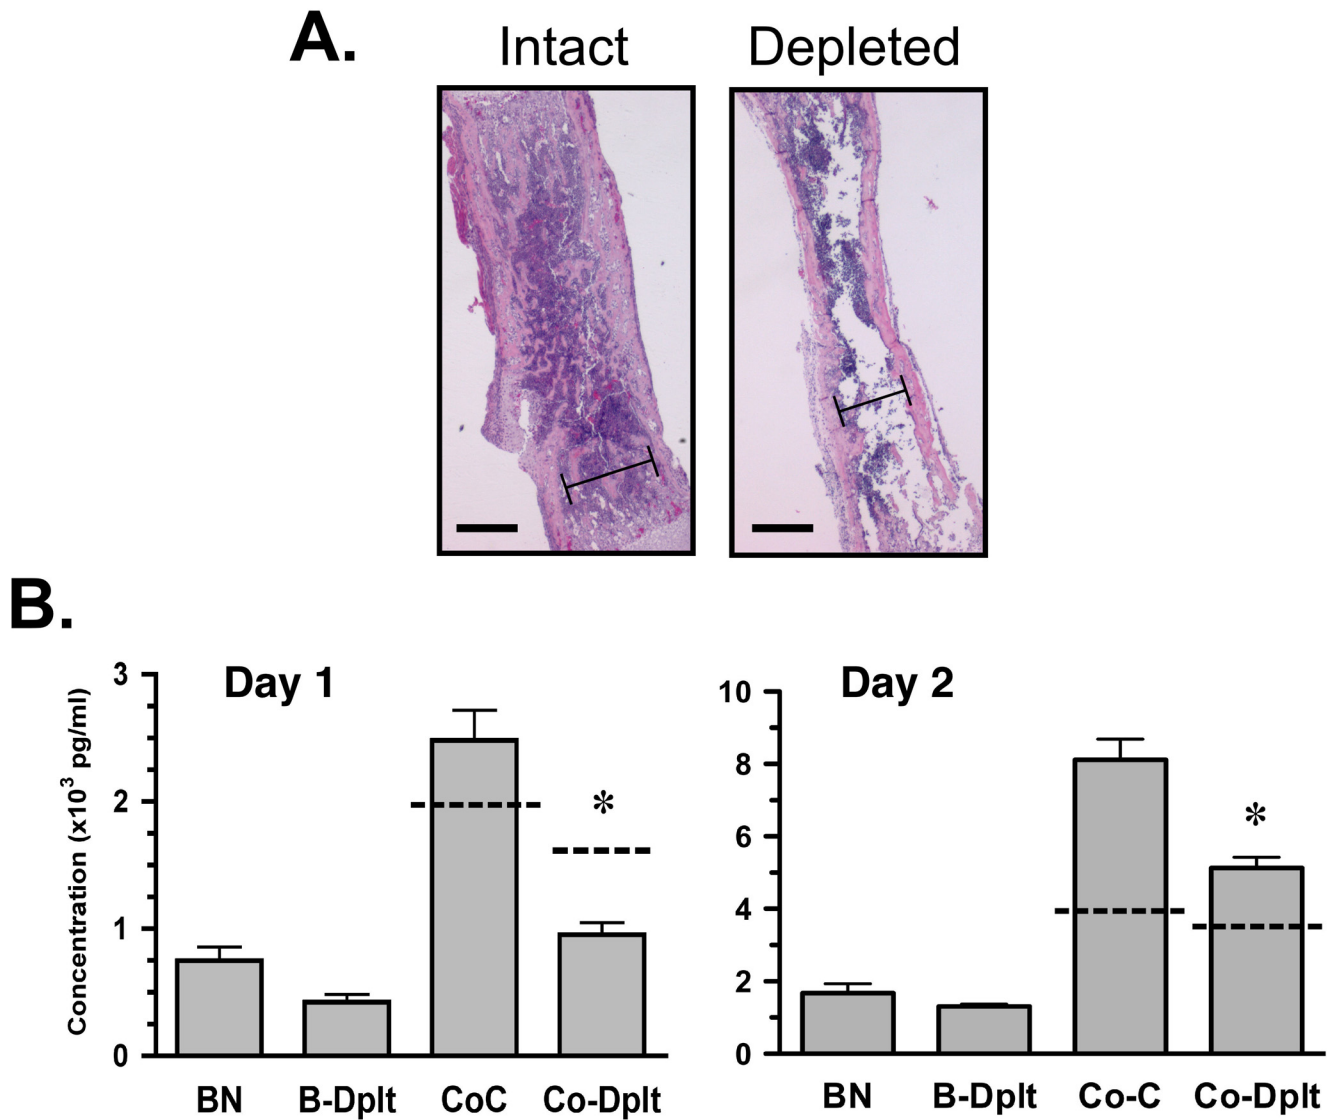 A.
Intact
Depleted
B.
Day 1
Concentration (x10³ pg/ml)
3
2
1
0
*
BN
B-Dplt
CoC
Co-Dplt
Day 2
10
8
6
4
2
0
*
BN
B-Dplt
Co-C
Co-Dplt